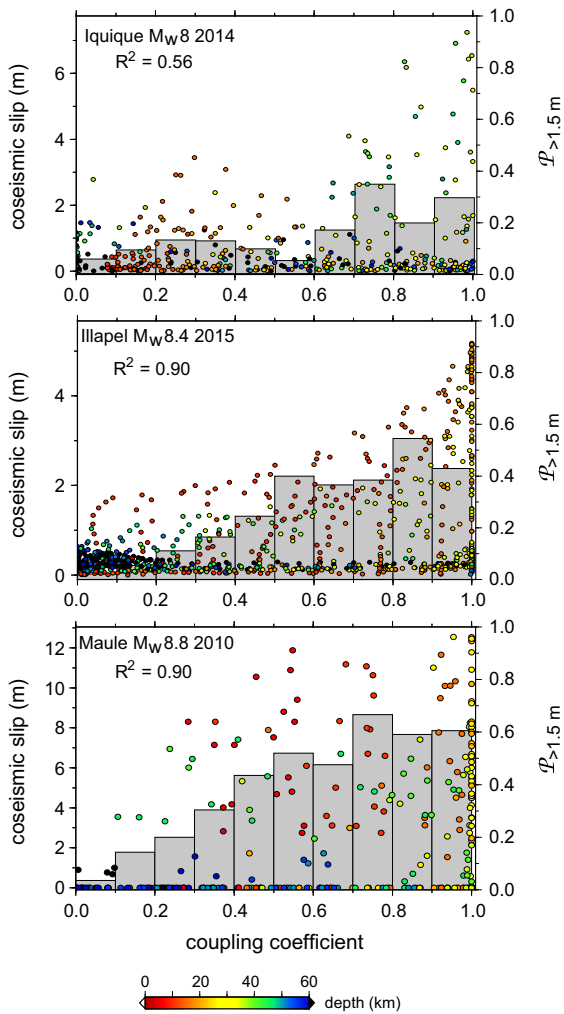 Iquique Mw8 2014
R² = 0.56
coseismic slip (m)
6
4
2
0
1.0
0.8
0.6
0.4
0.2
0.0
𝒫>1.5 m
0.0 0.2 0.4 0.6 0.8 1.0
Illapel Mw8.4 2015
R² = 0.90
coseismic slip (m)
4
2
0
1.0
0.8
0.6
0.4
0.2
0.0
𝒫>1.5 m
0.0 0.2 0.4 0.6 0.8 1.0
Maule Mw8.8 2010
R² = 0.90
coseismic slip (m)
12
10
8
6
4
2
0
1.0
0.8
0.6
0.4
0.2
0.0
𝒫>1.5 m
0.0 0.2 0.4 0.6 0.8 1.0
coupling coefficient
0 20 40 60
depth (km)